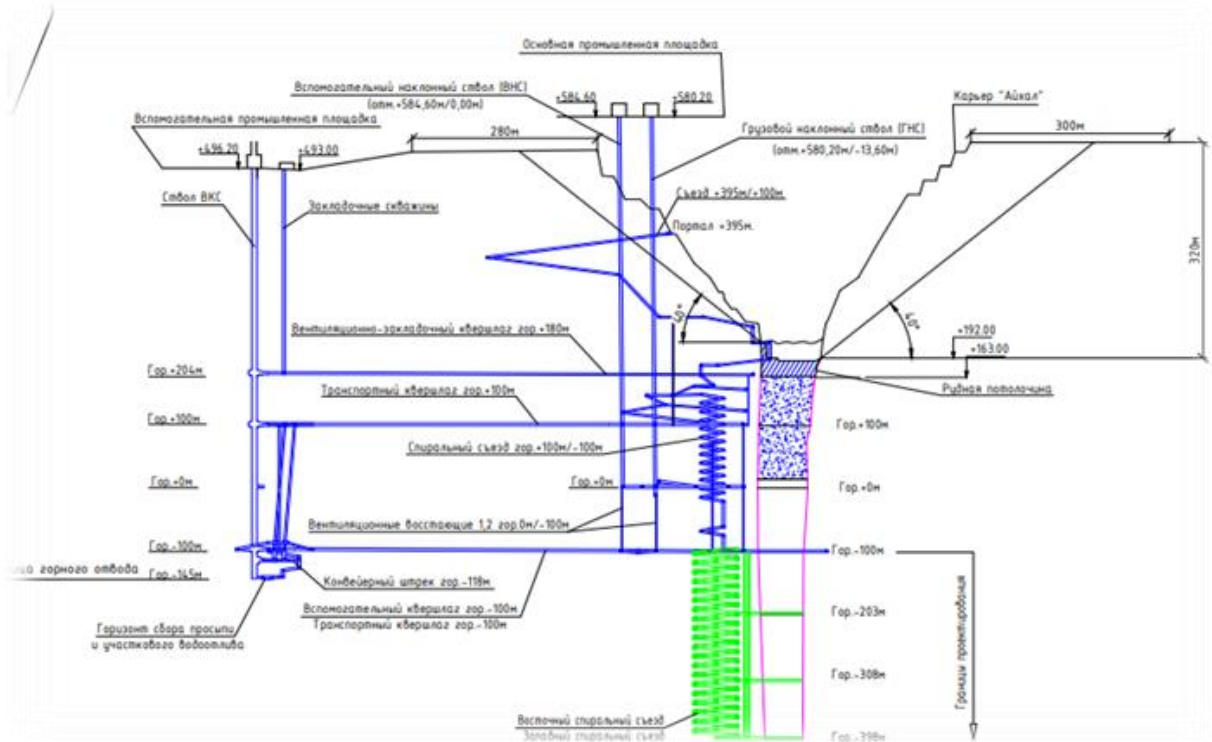 Основная промышленная площадка
Вспомогательный наклонный ствол (ВНС)
(отм.+584,60м/0,00м)
+584.60
+580.20
Карьер "Айхал"
Вспомогательная промышленная площадка
280м
Грузовой наклонный ствол (ГНС)
(отм.+580,20м/-13,60м)
300м
+496.20
+493.00
Ствол ВКС
Закладочные скважины
Съезд +395м/+100м
Портал +395м.
320м
40°
40°
Вентиляционно-закладочный квершлаг гор.+180м
+192.00
+163.00
Гор.+204м
Транспортный квершлаг гор.+100м
Рудная потолочина
Гор.+100м
Гор.+100м
Спиральный съезд гор.+100м/-100м
Гор.+0м
Гор.+0м
Гор.+0м
Вентиляционные восстающие 1,2 гор.0м/-100м
Гор.-100м
Гор.-100м
горного отвода
Гор.-145м
Конвейерный штрек гор.-118м
Вспомогательный квершлаг гор.-100м
Транспортный квершлаг гор.-100м
Гор.-203м
Горизонт сбора просыпи
и участкового водоотлива
Границы проектирования
Гор.-308м
Восточный спиральный съезд
Западный спиральный съезд
Гор.-398м